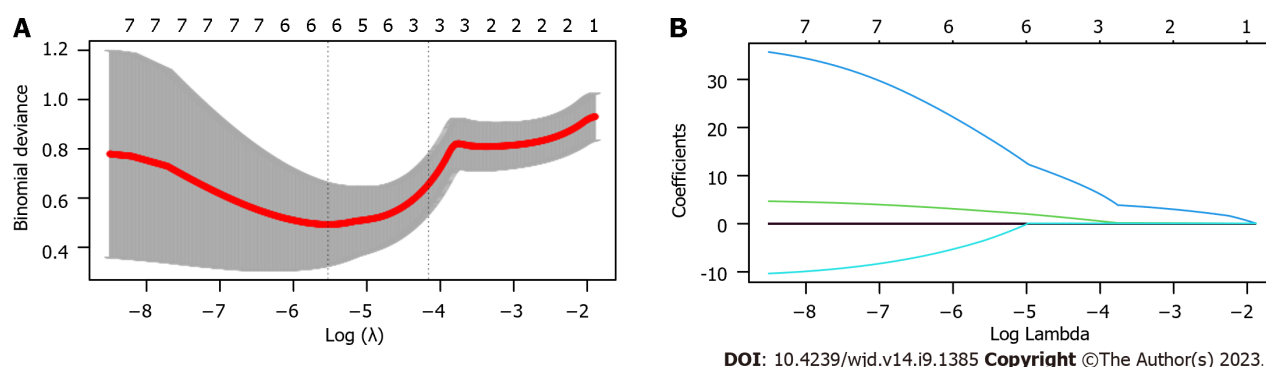 A
7 7 7 7 7 7 6 6 5 6 3 3 3 2 2 2 2 2 1
1.2
1.0
0.8
0.6
0.4
Binomial deviance
−8 −7 −6 −5 −4 −3 −2
Log (λ)
B
7 7 6 6 3 2 1
30
20
10
0
-10
Coefficients
−8 −7 −6 −5 −4 −3 −2
Log Lambda
DOI: 10.4239/wjd.v14.i9.1385 Copyright ©The Author(s) 2023.